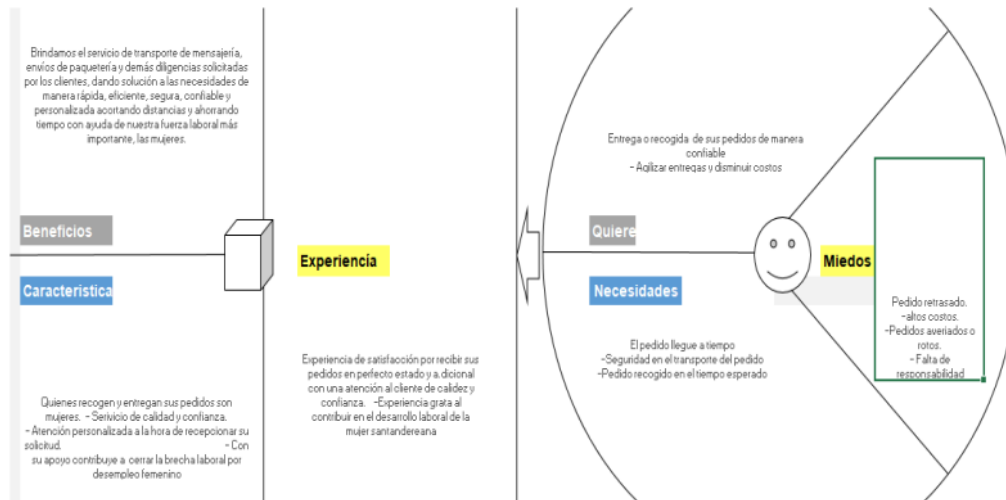 Brindamos el servicio de transporte de mensajería,
envíos de paquetería y demás diligencias solicitadas
por los clientes, dando solución a las necesidades de
manera rápida, eficiente, segura, confiable y
personalizada acortando distancias y ahorrando
tiempo con ayuda de nuestra fuerza laboral más
importante, las mujeres.
Beneficios
Característica
Quienes recogen y entregan sus pedidos son
mujeres. - Serivicio de calidad y confianza.
- Atención personalizada a la hora de recepcionar su
solicitud. - Con
su apoyo contribuye a cerrar la brecha laboral por
desempleo femenino
Experiencía
Experiencia de satisfacción por recibir sus
pedidos en perfecto estado y a.dicional
con una atención al cliente de calidez y
confianza. -Experiencia grata al
contribuir en el desarrollo laboral de la
mujer santandereana
Entrega o recogida de sus pedidos de manera
confiable
- Agilizar entregas y disminuir costos
Quiere
Necesidades
El pedido llegue a tiempo
-Seguridad en el transporte del pedido
-Pedido recogido en el tiempo esperado
Miedos
Pedido retrasado.
-altos costos.
-Pedidos averiados o
rotos.
- Falta de
responsabilidad